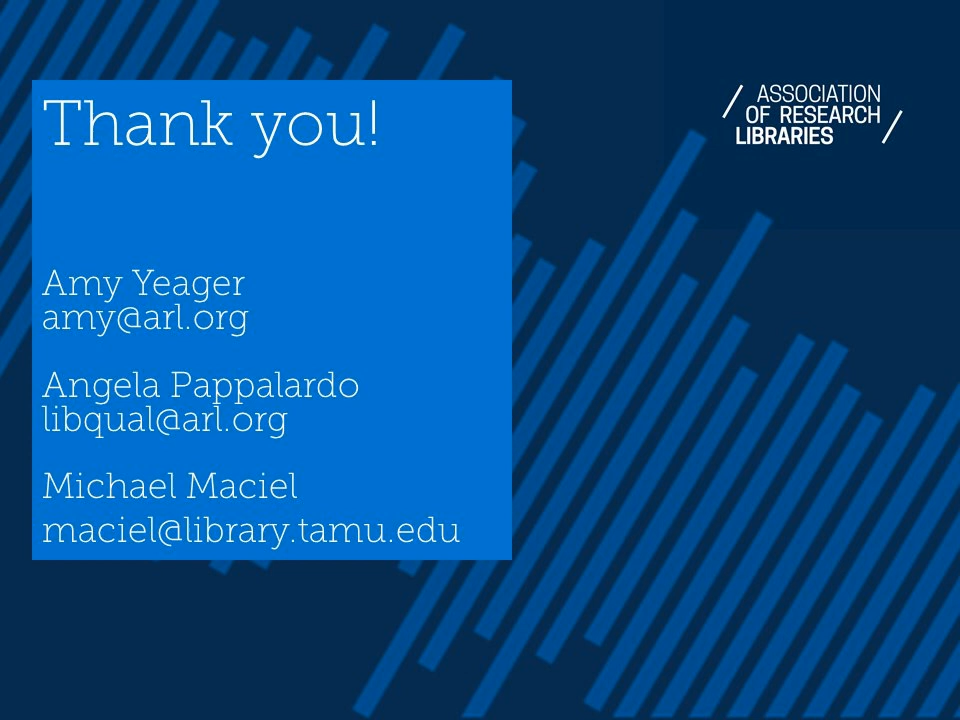 Thank you!
Amy Yeager
amy@arl.org
Angela Pappalardo
libqual@arl.org
Michael Maciel
maciel@library.tamu.edu
ASSOCIATION
OF RESEARCH
LIBRARIES